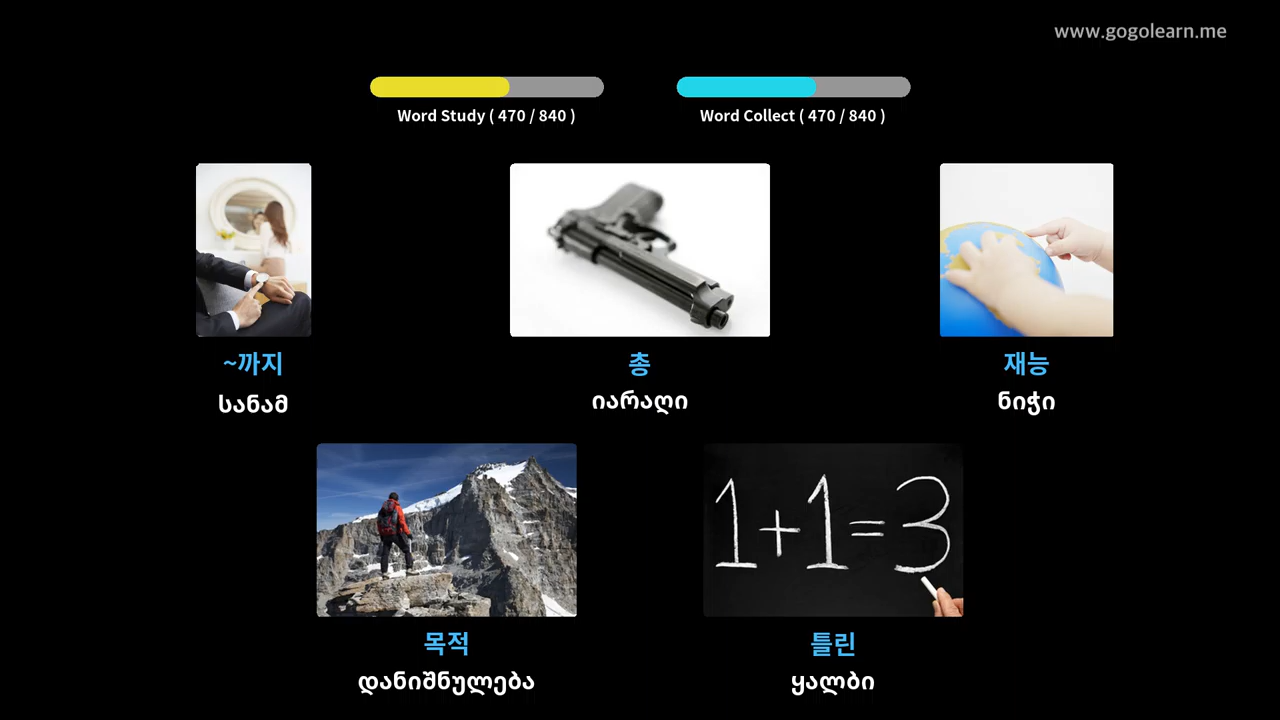 www.gogolearn.me
Word Study ( 470 / 840 )
Word Collect ( 470 / 840 )
~까지
სანამ
총
იარაღი
재능
ნიჭი
1+1=3
목적
დანიშნულება
틀린
ყალბი